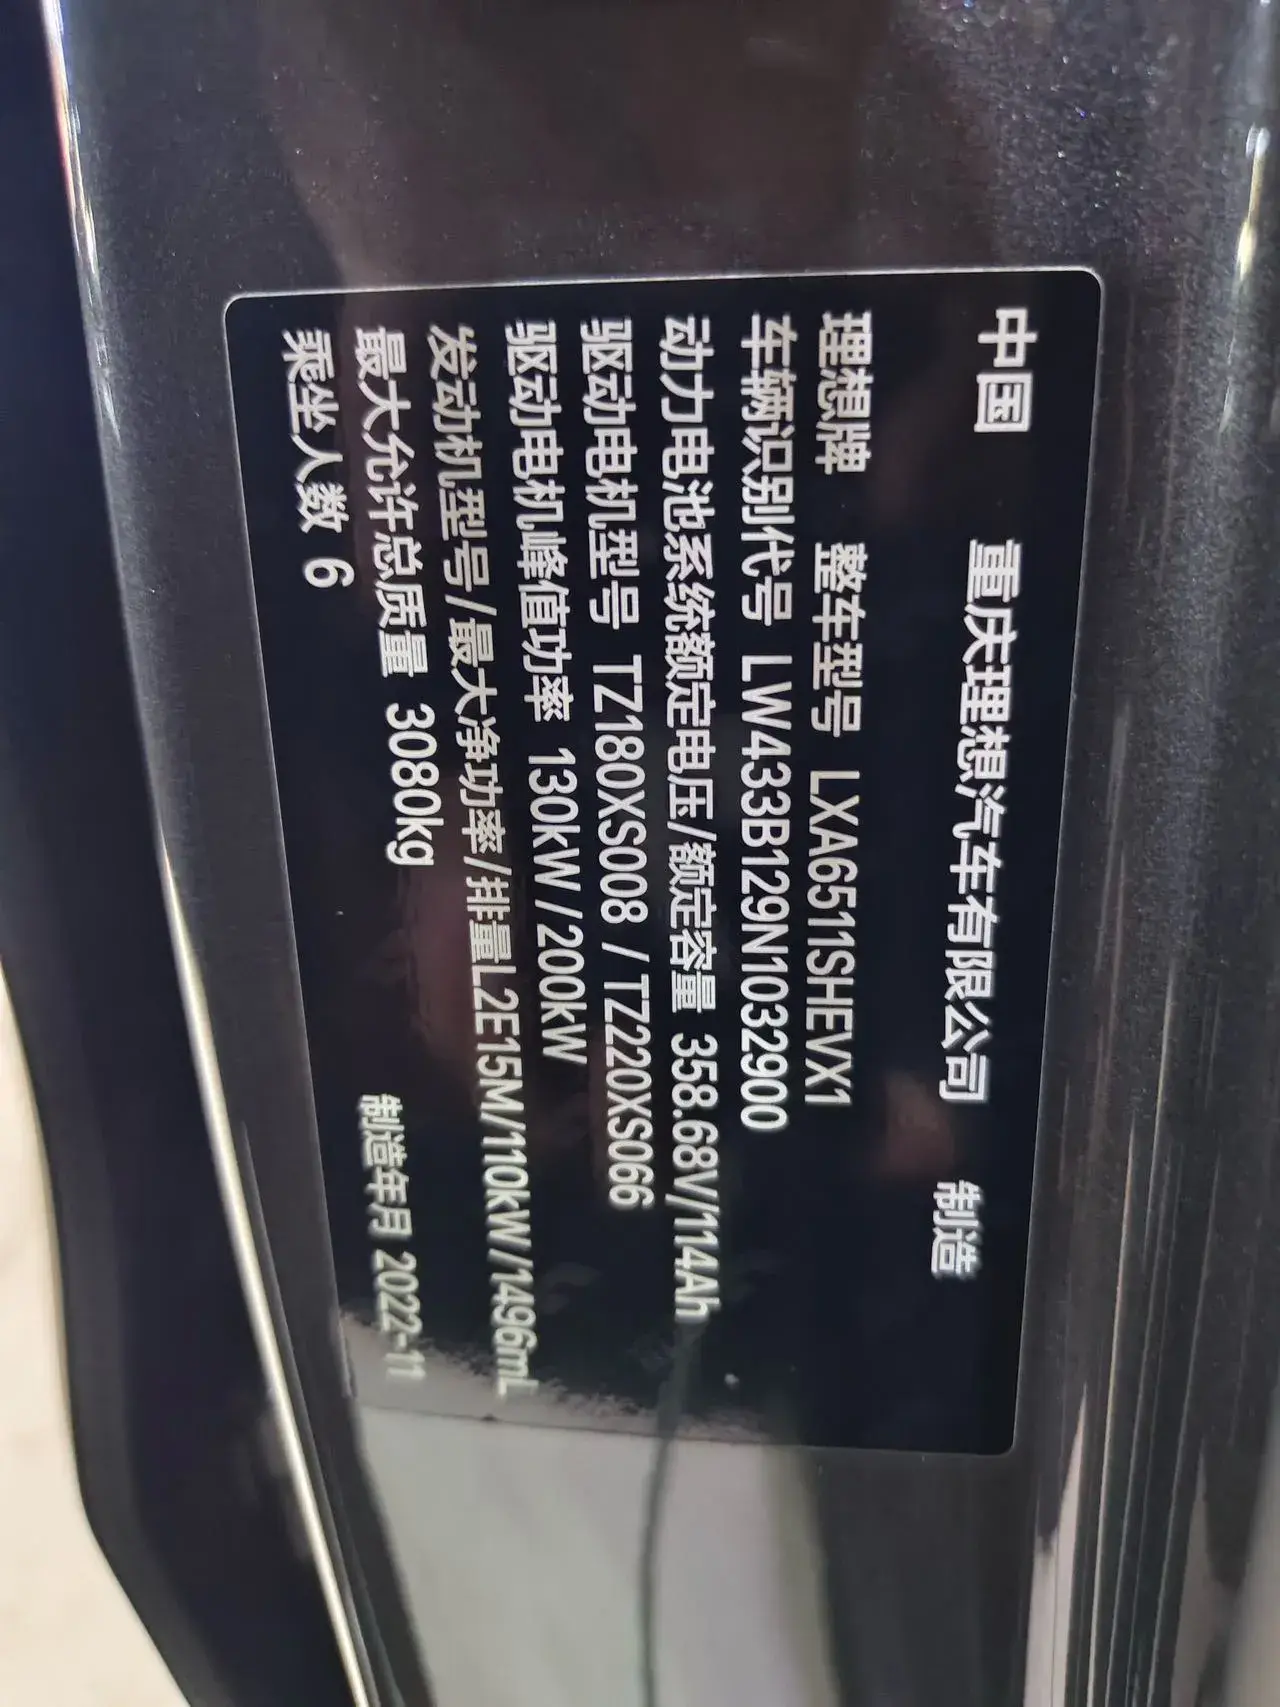 中国 重庆理想汽车有限公司 制造
理想牌 整车型号 LXA6511SHEVX1
车辆识别代号 LW433B129N1032900
动力电池系统额定电压/额定容量 358.68V/114Ah
驱动电机型号 TZ180XS008 / TZ220XS066
驱动电机峰值功率 130kW / 200kW
发动机型号/最大净功率/排量L2E15M/110kW/1496mL
最大允许总质量 3080kg
乘坐人数 6 制造年月 2022-11